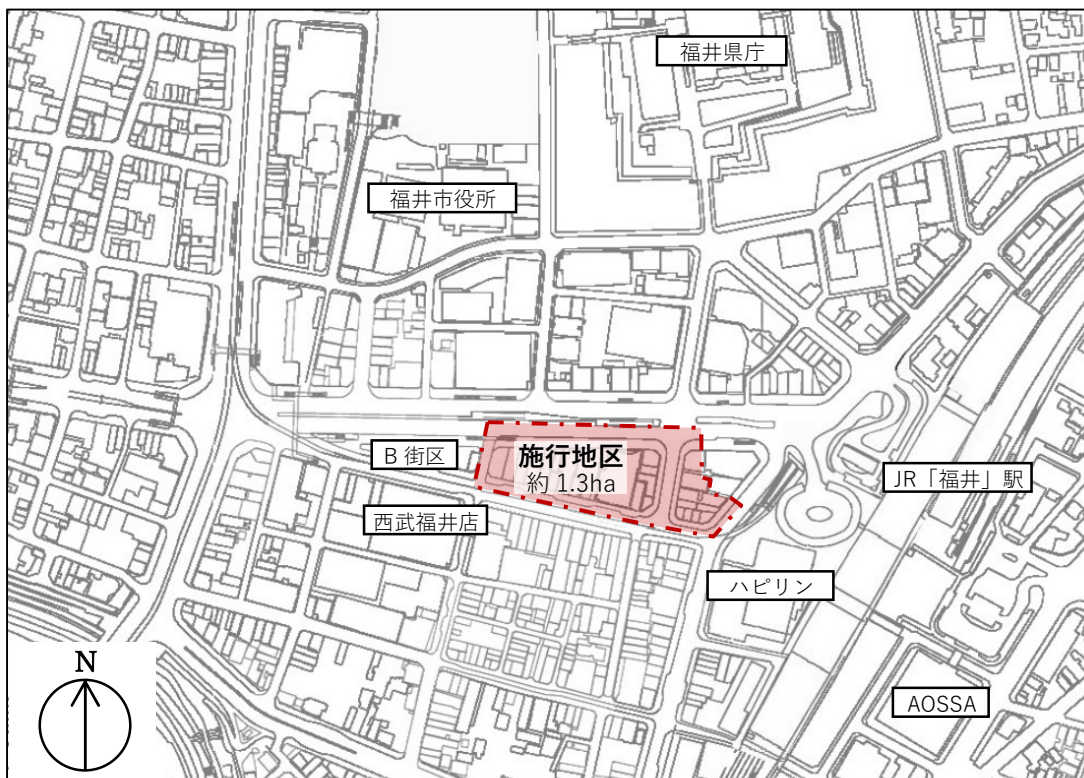 福井県庁
福井市役所
B 街区
施行地区
約 1.3ha
JR「福井」駅
西武福井店
ハピリン
AOSSA
N